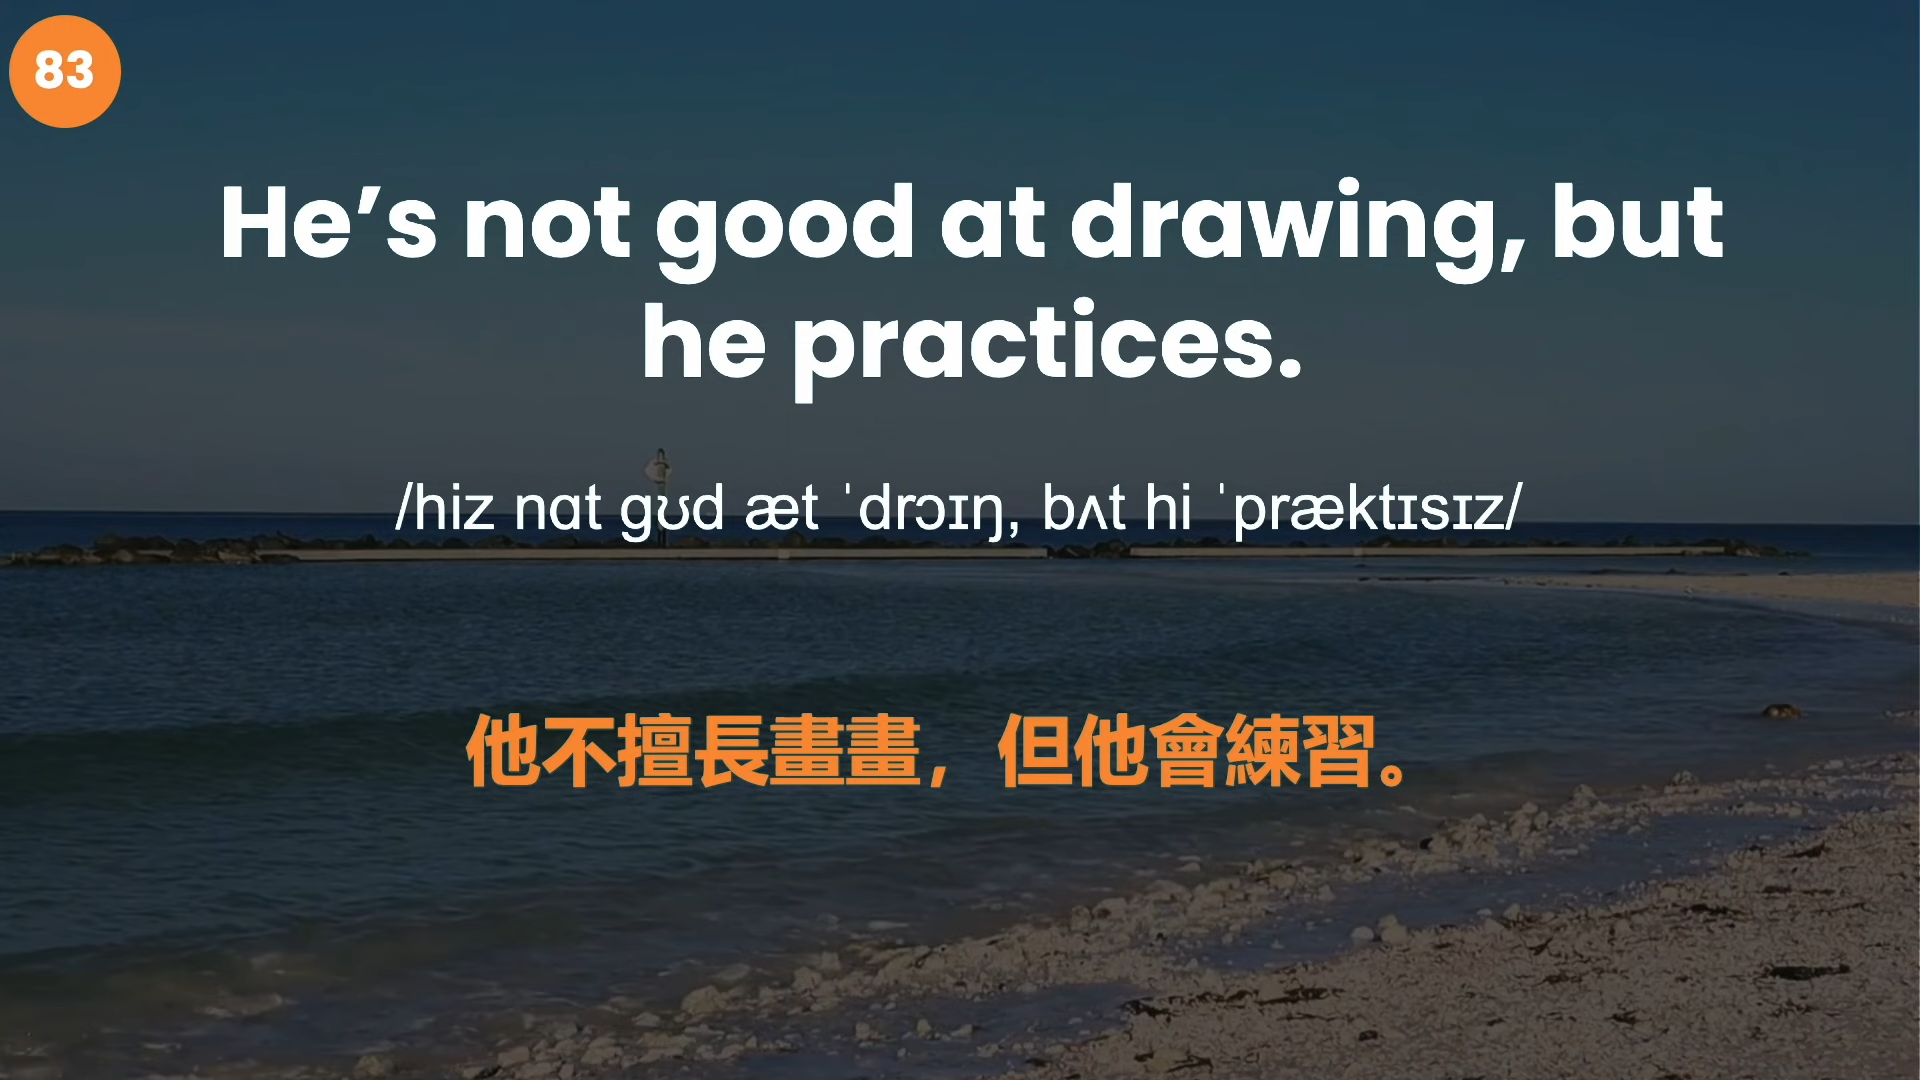 83
He’s not good at drawing, but
he practices.
/hiz nɑt ɡʊd æt ˈdrɔɪŋ, bʌt hi ˈpræktɪsɪz/
他不擅長畫畫，但他會練習。